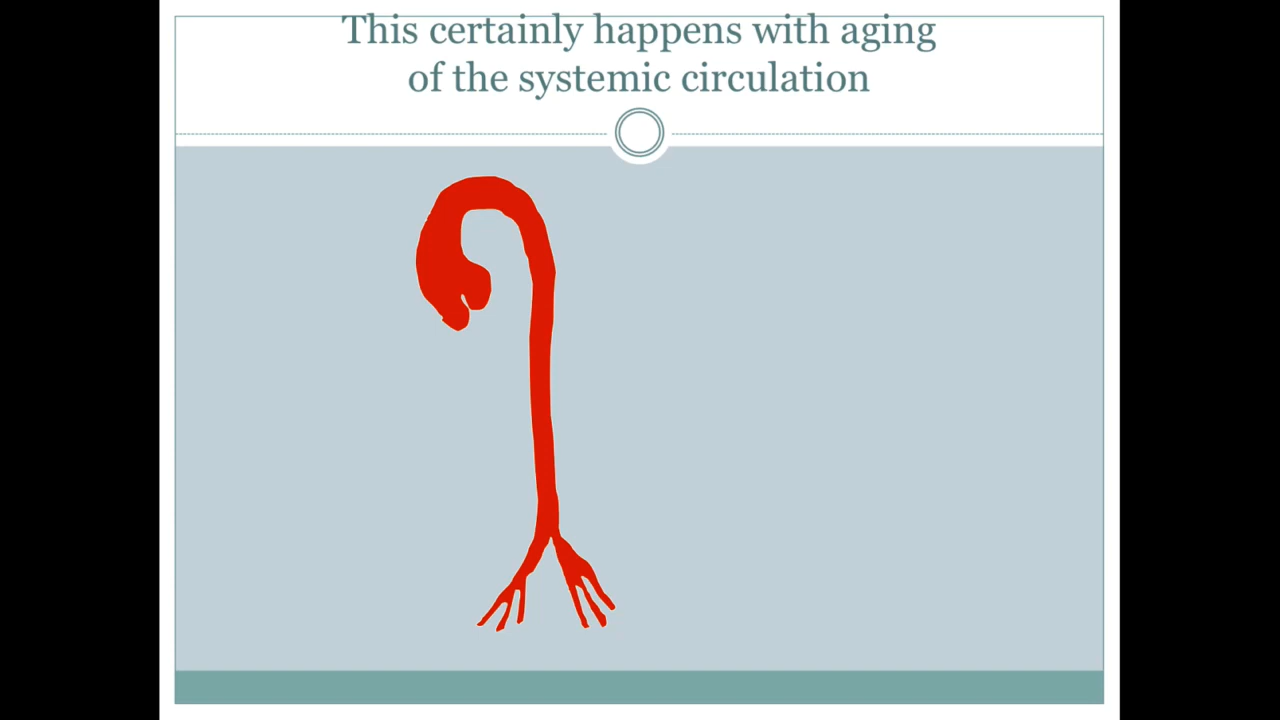 This certainly happens with aging
of the systemic circulation